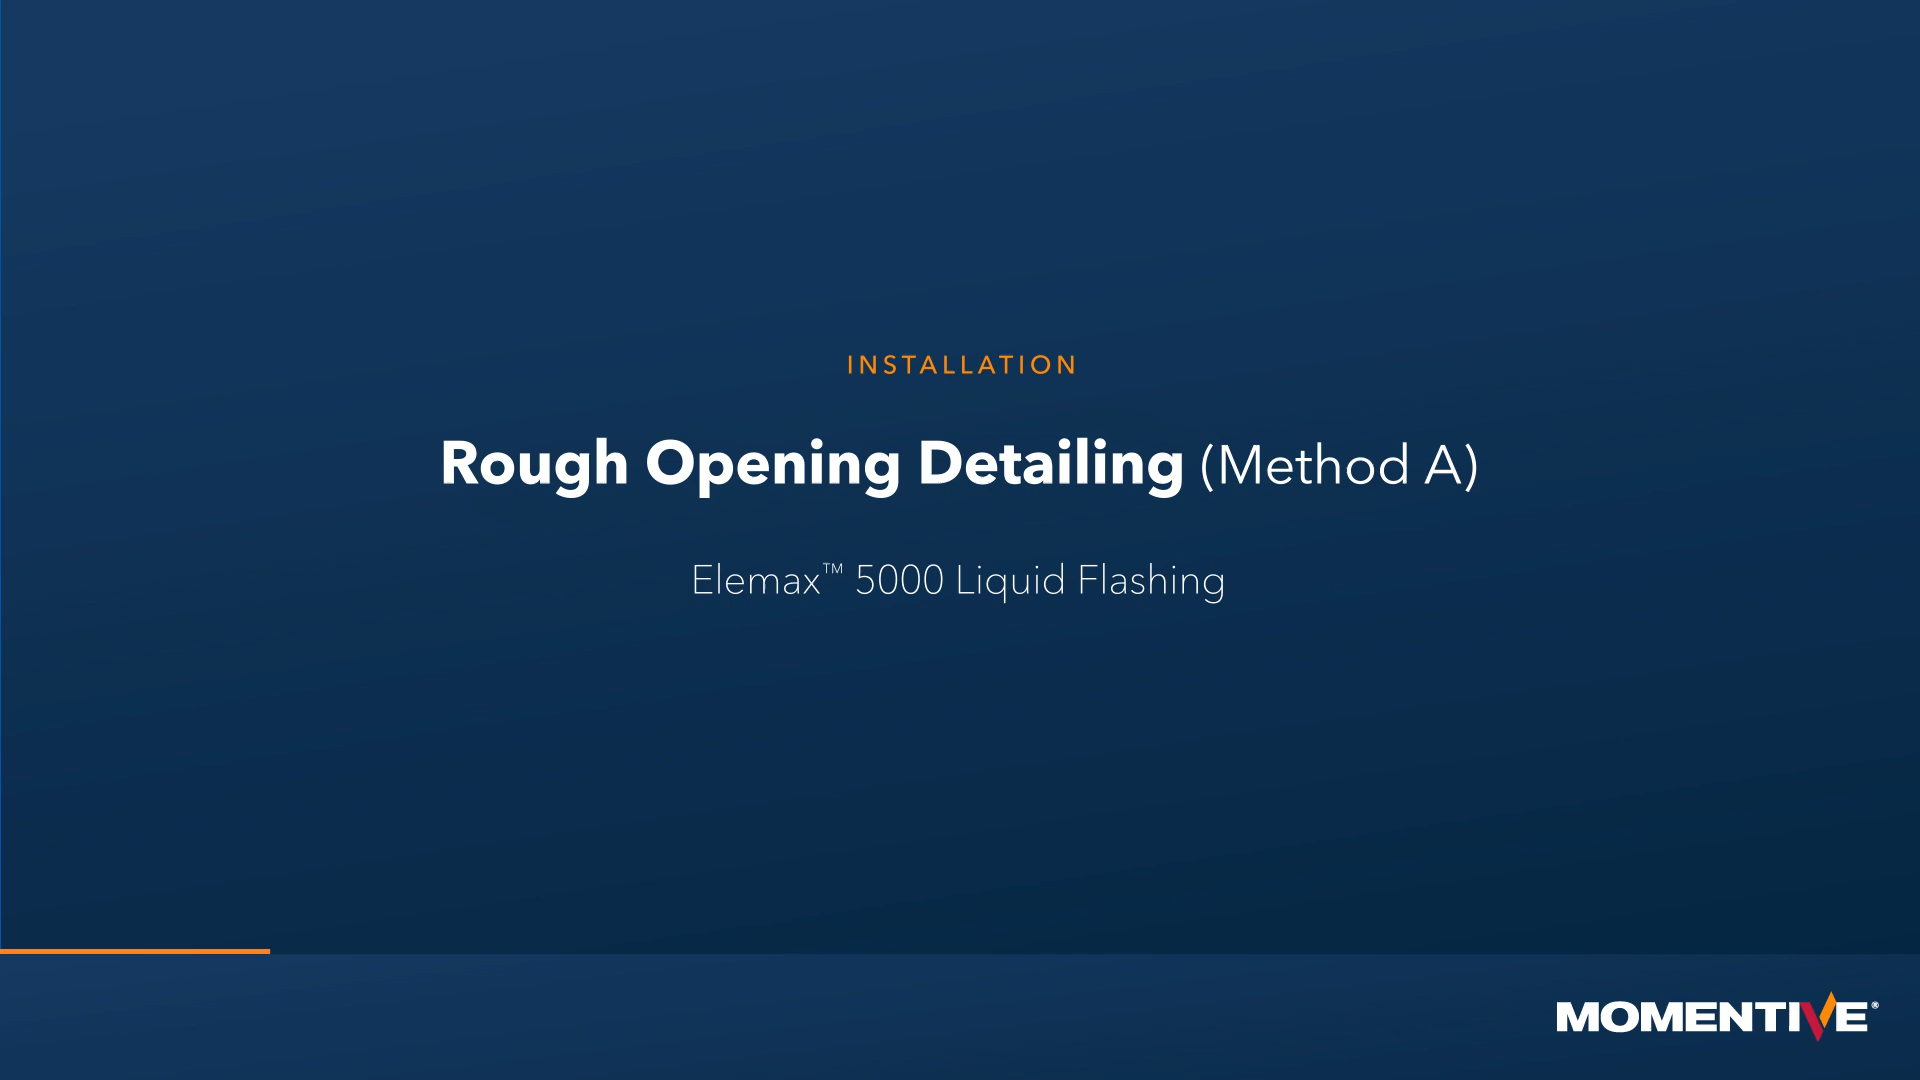 INSTALLATION
Rough Opening Detailing (Method A)
Elemax™ 5000 Liquid Flashing
MOMENTIVE®